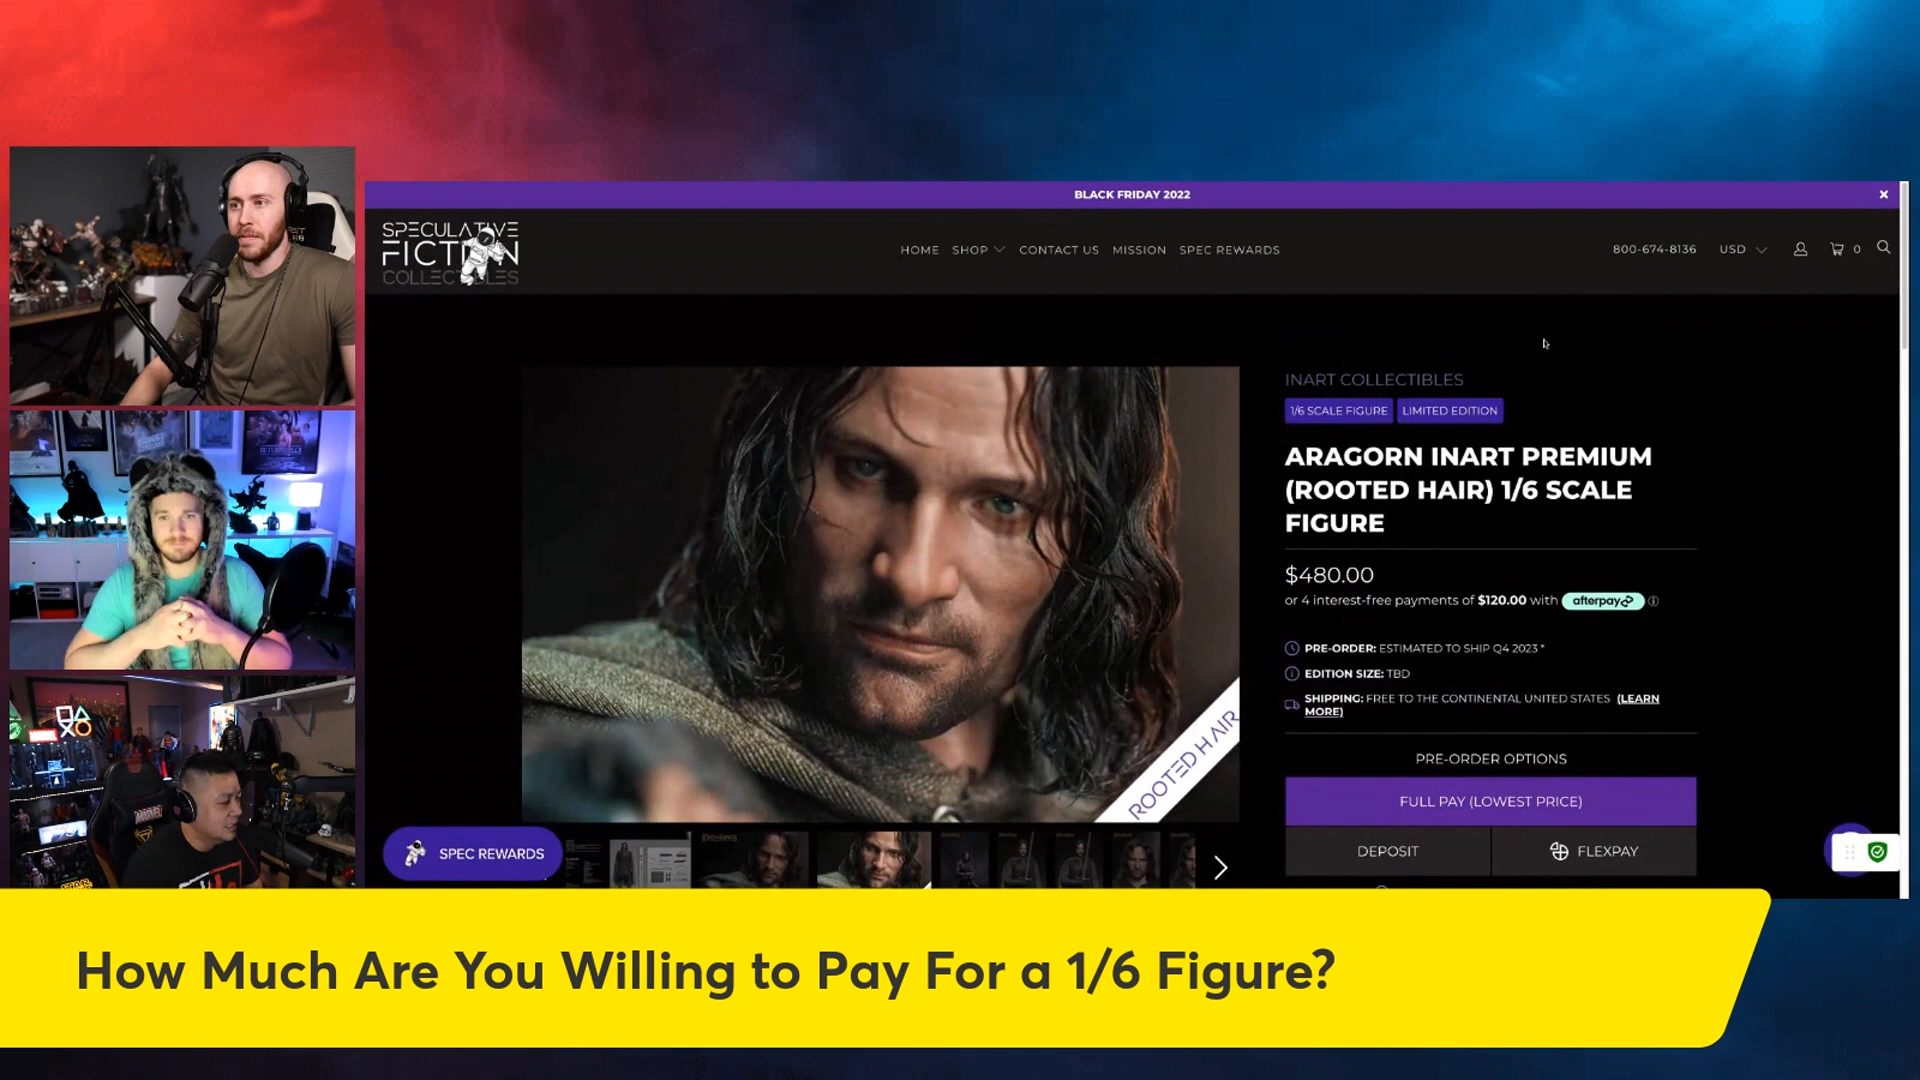 BLACK FRIDAY 2022
SPECULATIVE
FICTION
COLLECTIBLES
HOME SHOP CONTACT US MISSION SPEC REWARDS
800-674-8136 USD 0
INART COLLECTIBLES
1/6 SCALE FIGURE LIMITED EDITION
ARAGORN INART PREMIUM
(ROOTED HAIR) 1/6 SCALE
FIGURE
$480.00
or 4 interest-free payments of $120.00 with afterpay
PRE-ORDER: ESTIMATED TO SHIP Q4 2023 *
EDITION SIZE: TBD
SHIPPING: FREE TO THE CONTINENTAL UNITED STATES (LEARN
MORE)
PRE-ORDER OPTIONS
FULL PAY (LOWEST PRICE)
DEPOSIT FLEXPAY
ROOTED HAIR
SPEC REWARDS
MARVEL
How Much Are You Willing to Pay For a 1/6 Figure?